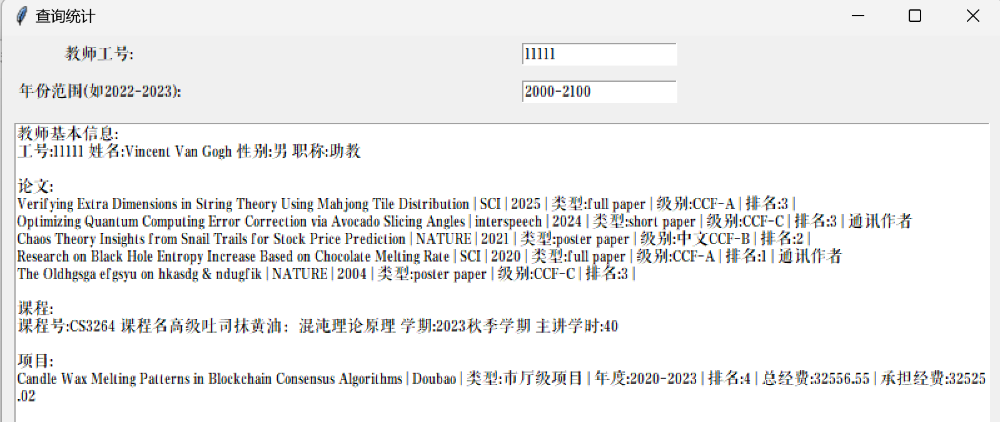 查询统计
教师工号:
11111
年份范围(如2022-2023):
2000-2100
教师基本信息:
工号:11111 姓名:Vincent Van Gogh 性别:男 职称:助教
论文:
Verifying Extra Dimensions in String Theory Using Mahjong Tile Distribution | SCI | 2025 | 类型:full paper | 级别:CCF-A | 排名:3 |
Optimizing Quantum Computing Error Correction via Avocado Slicing Angles | interspeech | 2024 | 类型:short paper | 级别:CCF-C | 排名:3 | 通讯作者
Chaos Theory Insights from Snail Trails for Stock Price Prediction | NATURE | 2021 | 类型:poster paper | 级别:中文CCF-B | 排名:2 |
Research on Black Hole Entropy Increase Based on Chocolate Melting Rate | SCI | 2020 | 类型:full paper | 级别:CCF-A | 排名:1 | 通讯作者
The Oldhgsga efgsyu on hkasdg & ndugfik | NATURE | 2004 | 类型:poster paper | 级别:CCF-C | 排名:3 |
课程:
课程号:CS3264 课程名高级吐司抹黄油：混沌理论原理 学期:2023秋季学期 主讲学时:40
项目:
Candle Wax Melting Patterns in Blockchain Consensus Algorithms | Doubao | 类型:市厅级项目 | 年度:2020-2023 | 排名:4 | 总经费:32556.55 | 承担经费:32525
.02